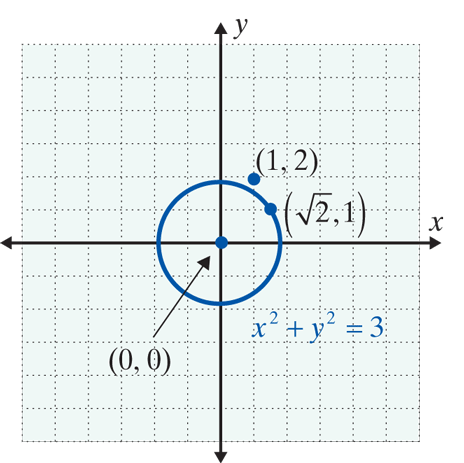 y
(1, 2)
(√2, 1)
x
x² + y² = 3
(0, 0)